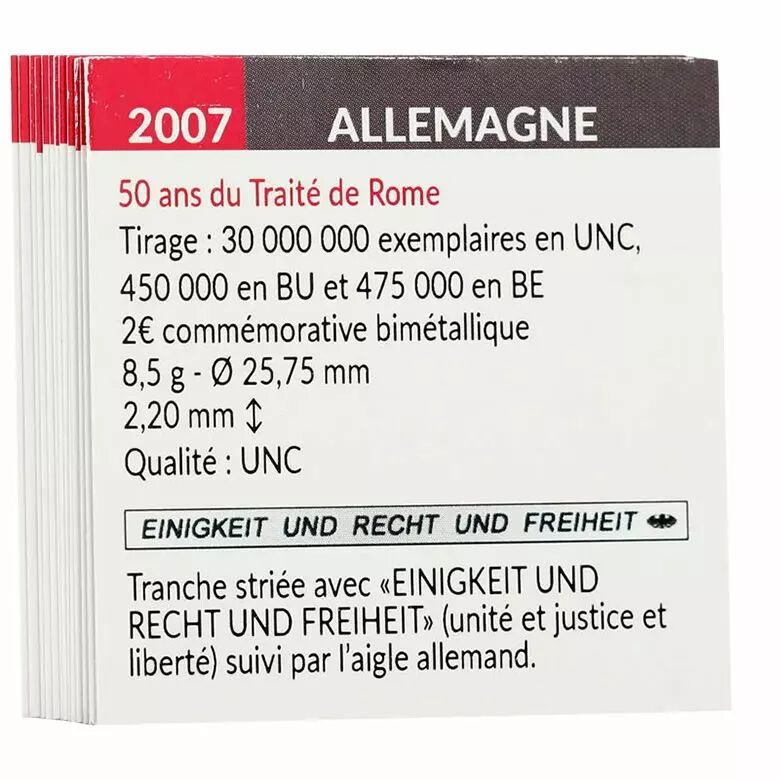 2007 ALLEMAGNE
50 ans du Traité de Rome
Tirage : 30 000 000 exemplaires en UNC,
450 000 en BU et 475 000 en BE
2€ commémorative bimétallique
8,5 g - Ø 25,75 mm
2,20 mm ↕
Qualité : UNC
EINIGKEIT UND RECHT UND FREIHEIT
Tranche striée avec «EINIGKEIT UND
RECHT UND FREIHEIT» (unité et justice et
liberté) suivi par l’aigle allemand.